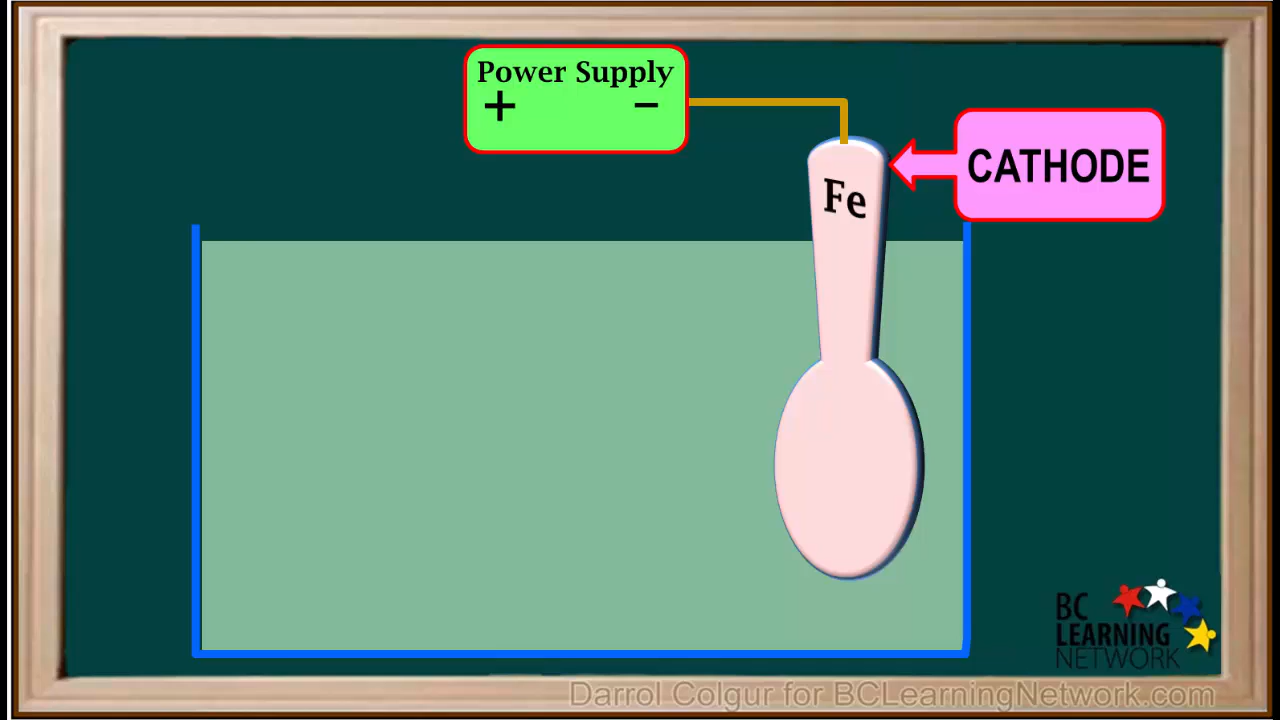 Power Supply
+ −
CATHODE
Fe
BC
LEARNING
NETWORK
Darrol Colgur for BCLearningNetwork.com